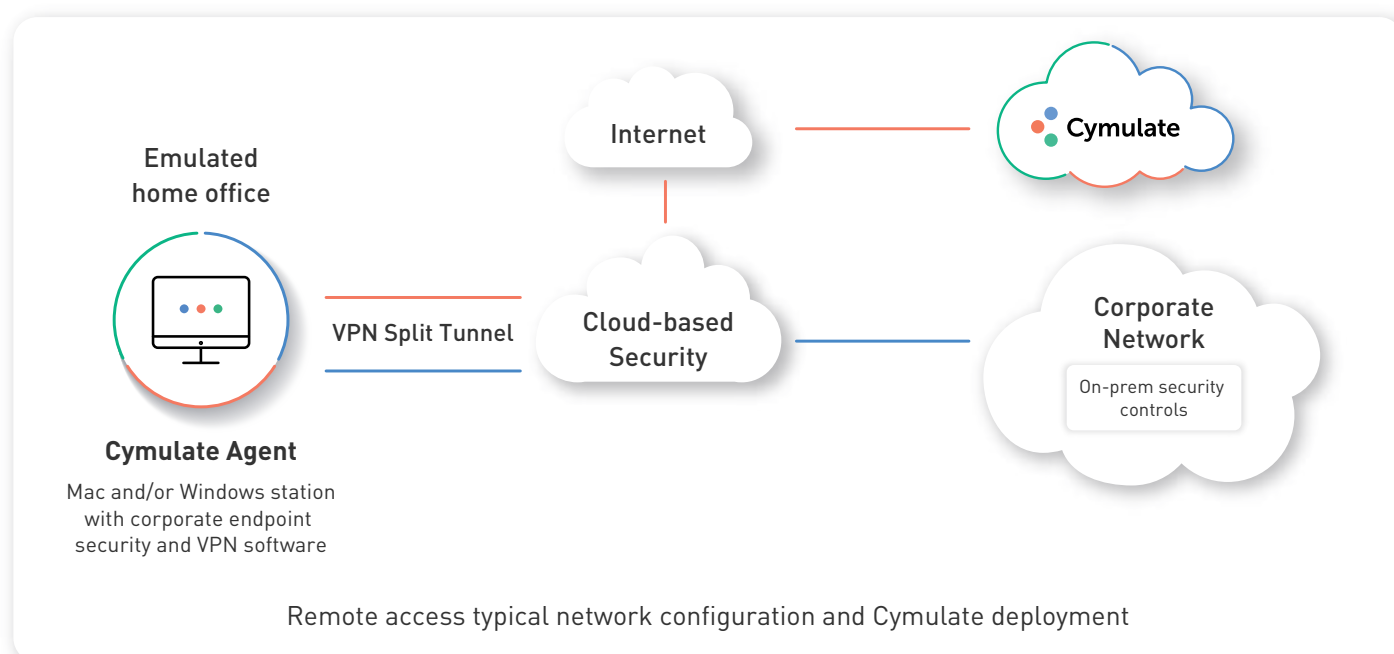 Emulated
home office
Cymulate Agent
Mac and/or Windows station
with corporate endpoint
security and VPN software
VPN Split Tunnel
Internet
Cloud-based
Security
Cymulate
Corporate
Network
On-prem security
controls
Remote access typical network configuration and Cymulate deployment